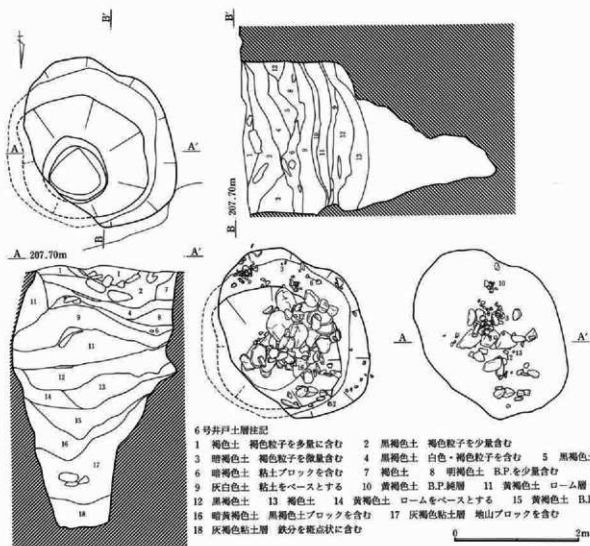 B'
B'
A
A'
B
B
207.70m
A 207.70m
A'
A
A'
6号井戸土層注記
1 褐色土 褐色粒子を多量に含む 2 黒褐色土 褐色粒子を少量含む
3 暗褐色土 褐色粒子を微量含む 4 黒褐色土 白色・褐色粒子を含む 5 黒褐色
6 暗褐色土 粘土ブロックを含む 7 褐色土 8 明褐色土 B.P.を少量含む
9 灰白色土 粘土をベースとする 10 黄褐色土 B.P.純層 11 黄褐色土 ローム層
12 黒褐色土 13 褐色土 14 黄褐色土 ロームをベースとする 15 黄褐色土 B.P
16 暗黄褐色土 黒褐色土ブロックを含む 17 灰褐色粘土層 地山ブロックを含む
18 灰褐色粘土層 鉄分を斑点状に含む
0 2m